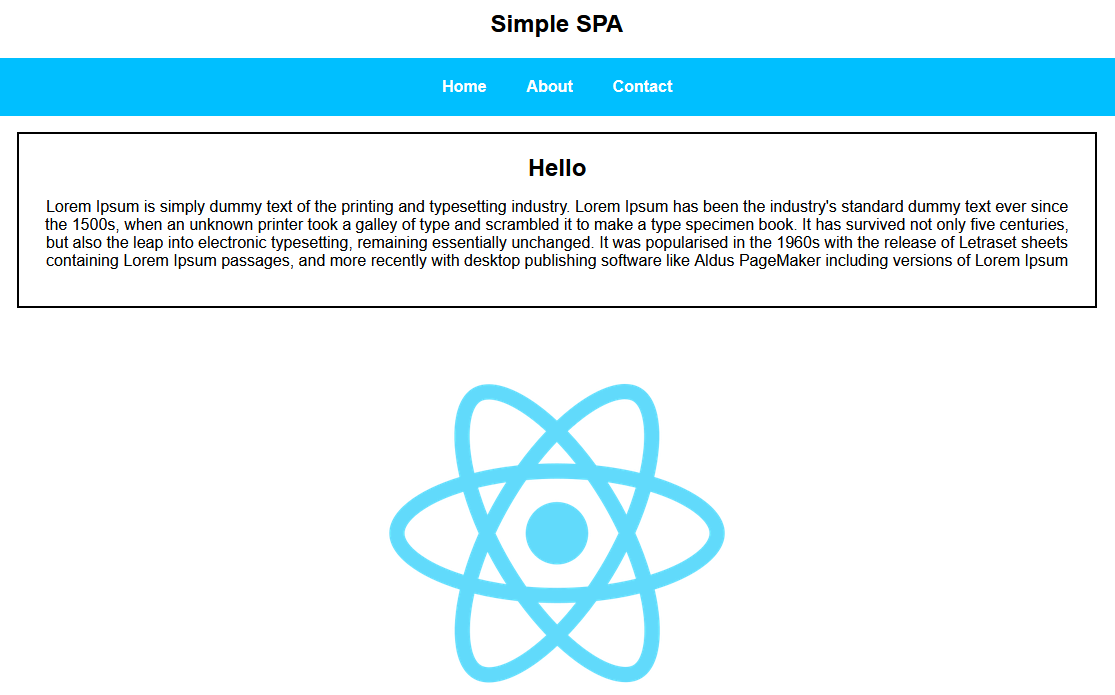 Simple SPA
Home About Contact
Hello
Lorem Ipsum is simply dummy text of the printing and typesetting industry. Lorem Ipsum has been the industry's standard dummy text ever since
the 1500s, when an unknown printer took a galley of type and scrambled it to make a type specimen book. It has survived not only five centuries,
but also the leap into electronic typesetting, remaining essentially unchanged. It was popularised in the 1960s with the release of Letraset sheets
containing Lorem Ipsum passages, and more recently with desktop publishing software like Aldus PageMaker including versions of Lorem Ipsum